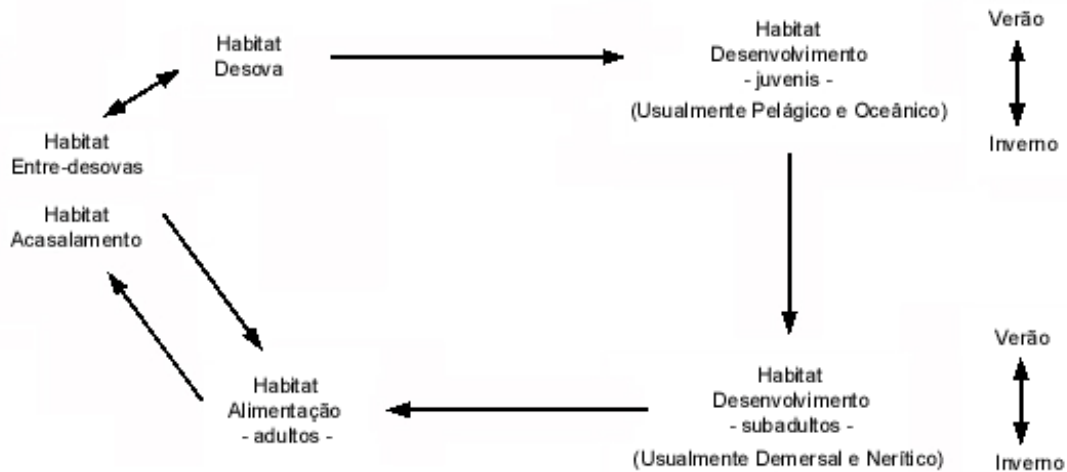 Habitat
Desova
Habitat
Desenvolvimento
- juvenis -
(Usualmente Pelágico e Oceânico)
Verão
Inverno
Habitat
Entre-desovas
Habitat
Acasalamento
Habitat
Alimentação
- adultos -
Habitat
Desenvolvimento
- subadultos -
(Usualmente Demersal e Nerítico)
Verão
Inverno